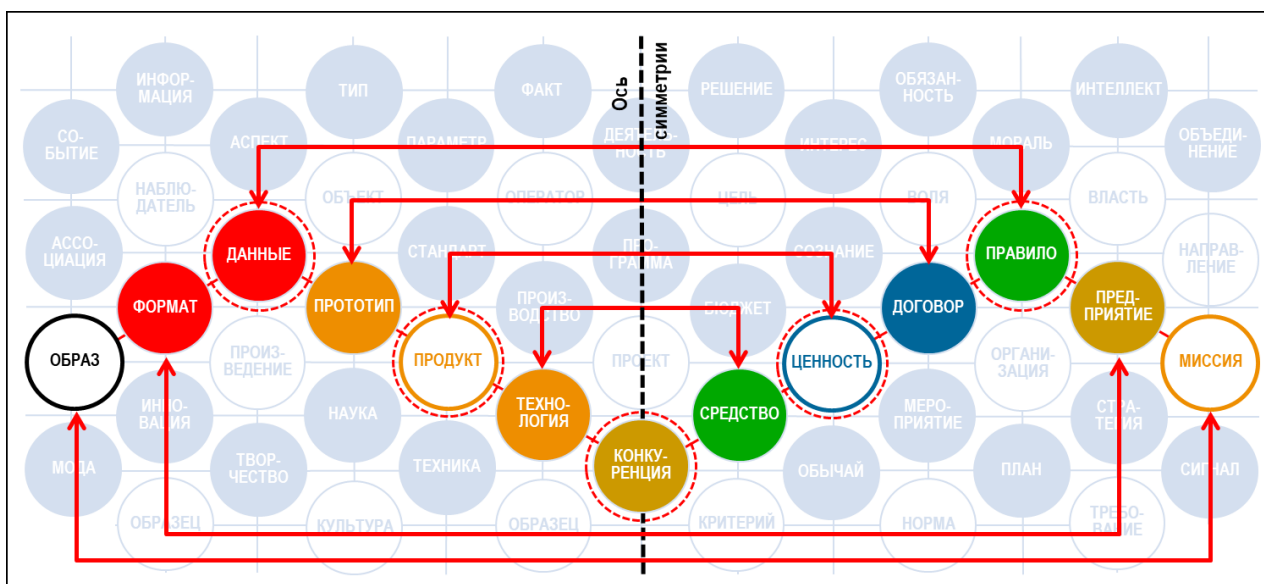 Ось
симметрии
ИНФОР-
МАЦИЯ
ТИП
ФАКТ
РЕШЕНИЕ
ОБЯЗАН-
НОСТЬ
ИНТЕЛЛЕКТ
СО-
БЫТИЕ
АСПЕКТ
ПАРАМЕТР
ДЕЯТЕЛЬ-
НОСТЬ
ИНТЕРЕС
МОРАЛЬ
ОБЪЕДИ-
НЕНИЕ
НАБЛЮ-
ДАТЕЛЬ
ОБЪЕКТ
ОПЕРАТОР
ЦЕЛЬ
ВОЛЯ
ВЛАСТЬ
АССО-
ЦИАЦИЯ
ДАННЫЕ
СТАНДАРТ
ПРО-
ГРАММА
СОЗНАНИЕ
ПРАВИЛО
НАПРАВ-
ЛЕНИЕ
ФОРМАТ
ПРОТОТИП
ПРОИЗ-
ВОДСТВО
БЮДЖЕТ
ДОГОВОР
ПРЕД-
ПРИЯТИЕ
ОБРАЗ
ПРОИЗ-
ВЕДЕНИЕ
ПРОДУКТ
ПРОЕКТ
ЦЕННОСТЬ
ОРГАНИ-
ЗАЦИЯ
МИССИЯ
ИННО-
ВАЦИЯ
НАУКА
ТЕХНО-
ЛОГИЯ
СРЕДСТВО
МЕРО-
ПРИЯТИЕ
СТРА-
ТЕГИЯ
МОДА
ТВОР-
ЧЕСТВО
ТЕХНИКА
КОНКУ-
РЕНЦИЯ
ОБЫЧАЙ
ПЛАН
СИГНАЛ
ОБРАЗЕЦ
КУЛЬТУРА
ОБРАЗЕЦ
КРИТЕРИЙ
НОРМА
ТРЕБО-
ВАНИЕ